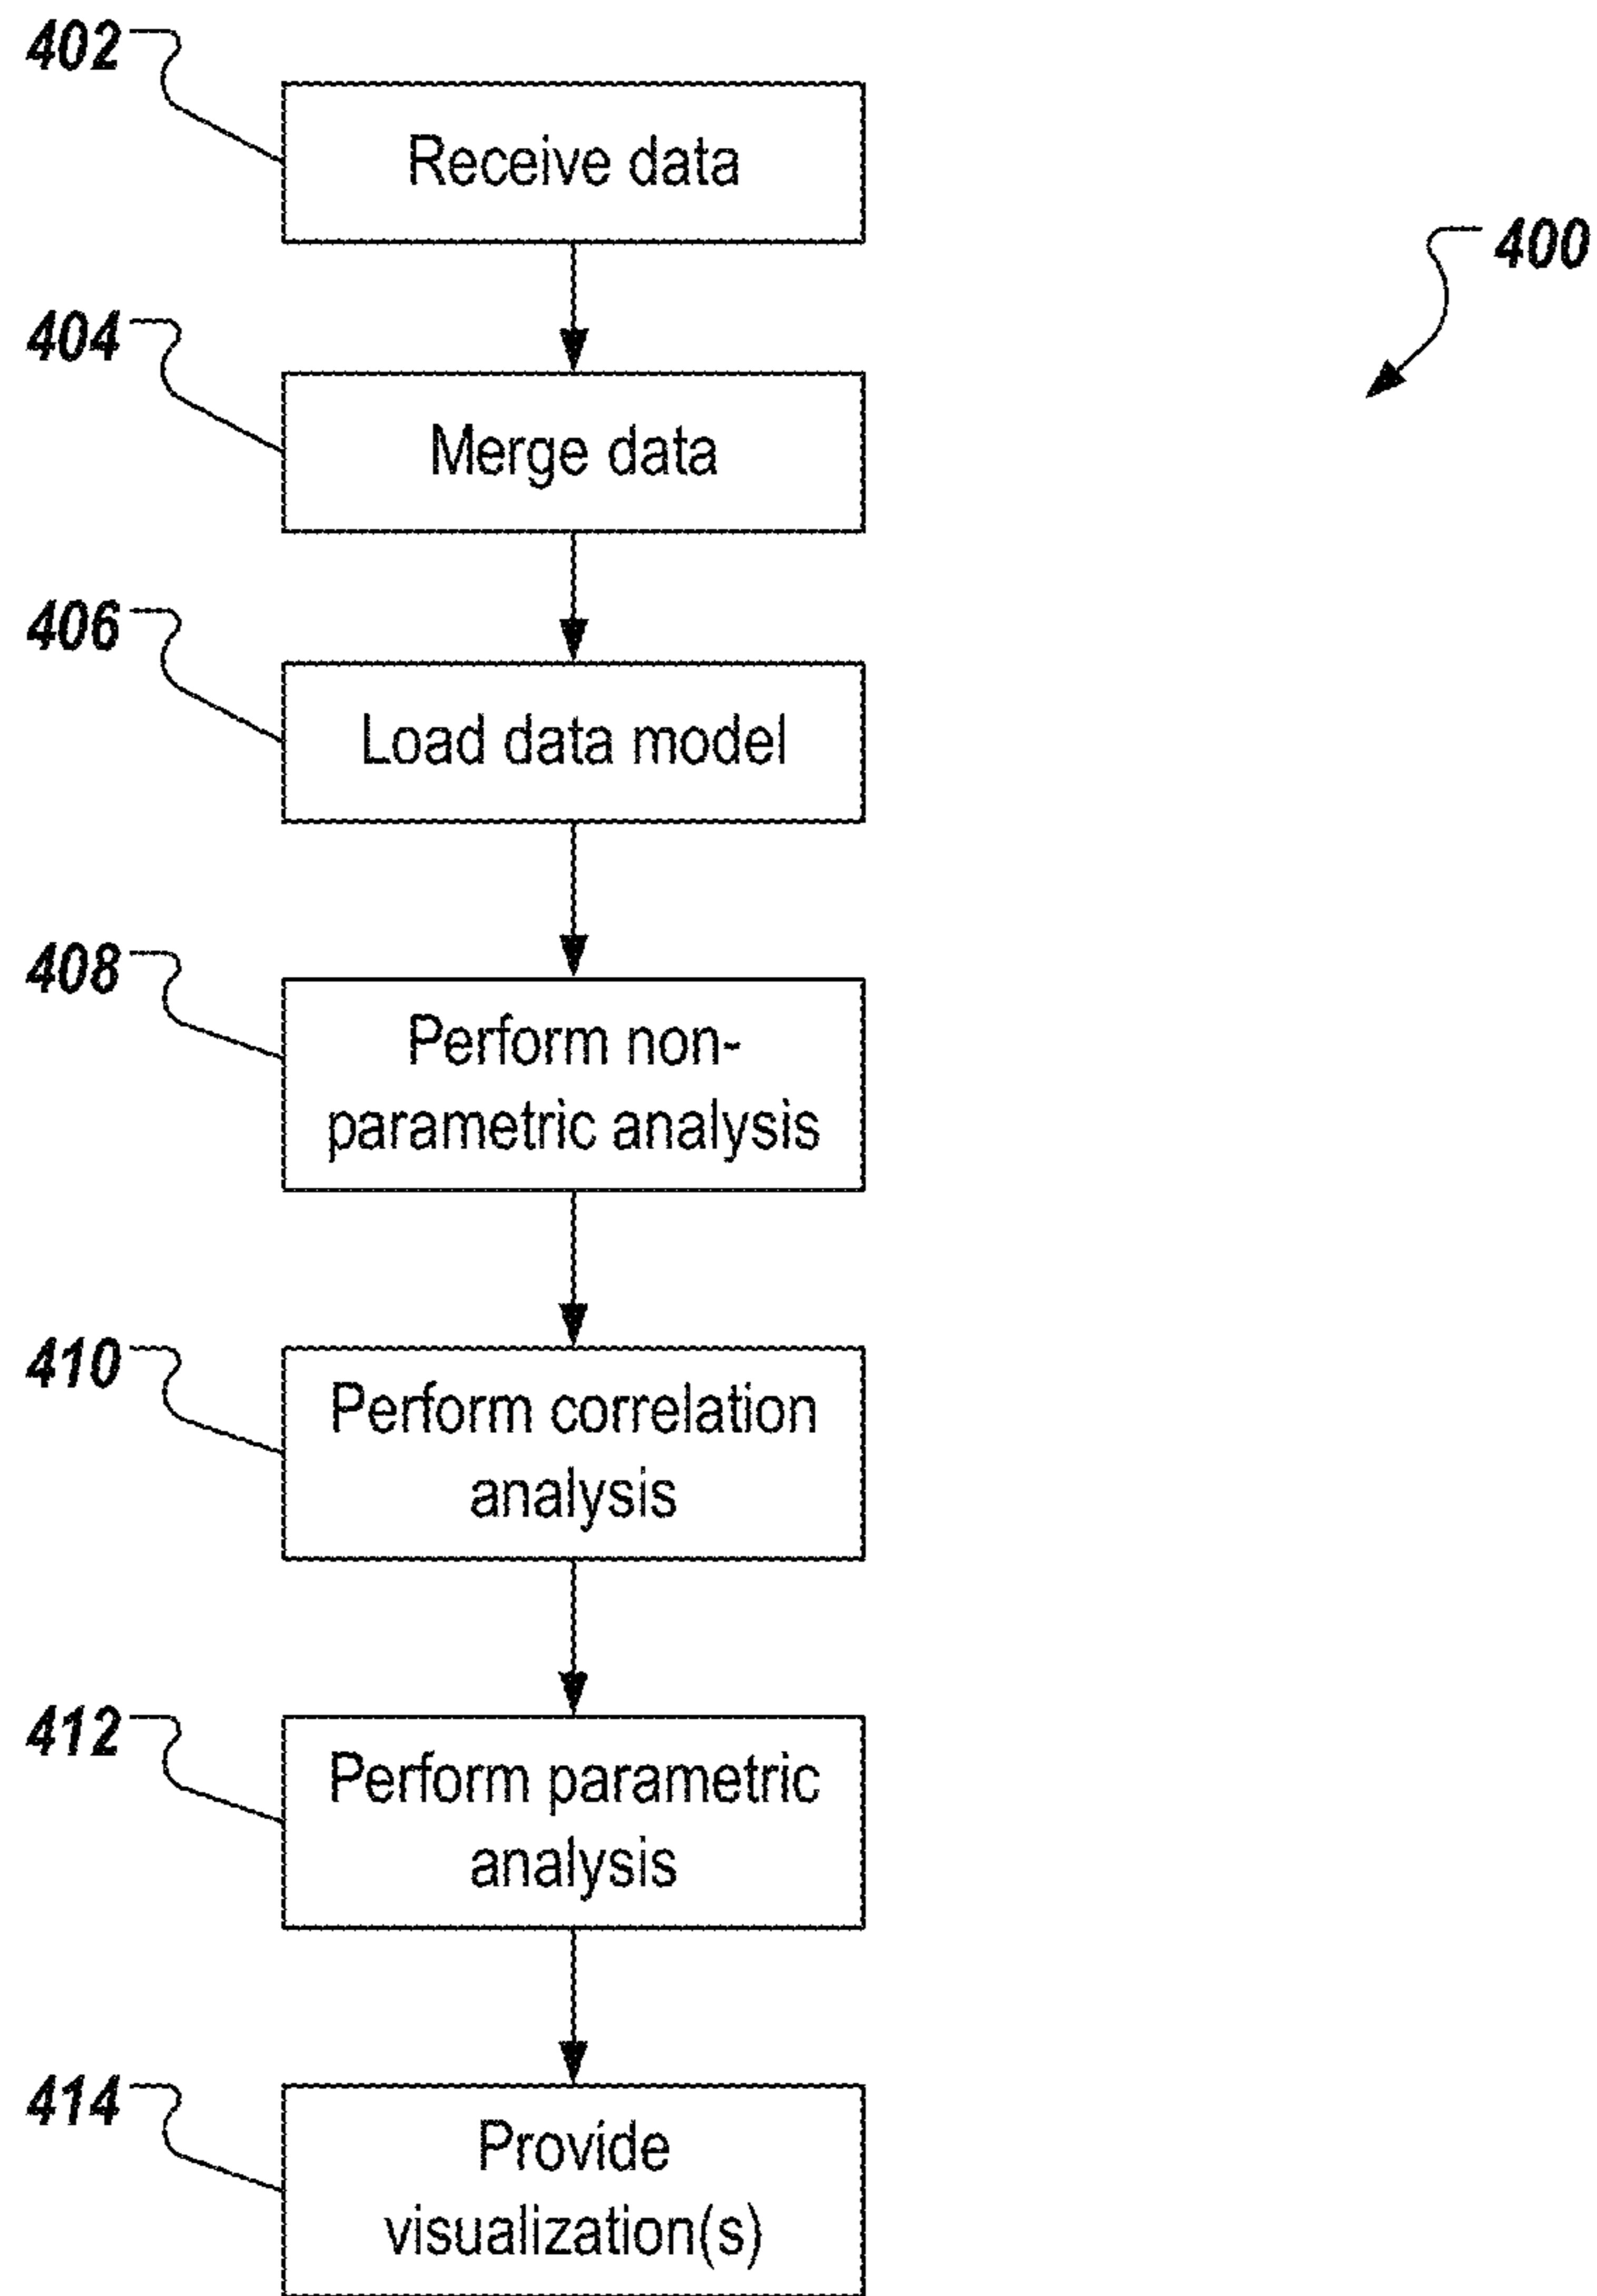 402
Receive data
400
404
Merge data
406
Load data model
408
Perform non-
parametric analysis
410
Perform correlation
analysis
412
Perform parametric
analysis
414
Provide
visualization(s)